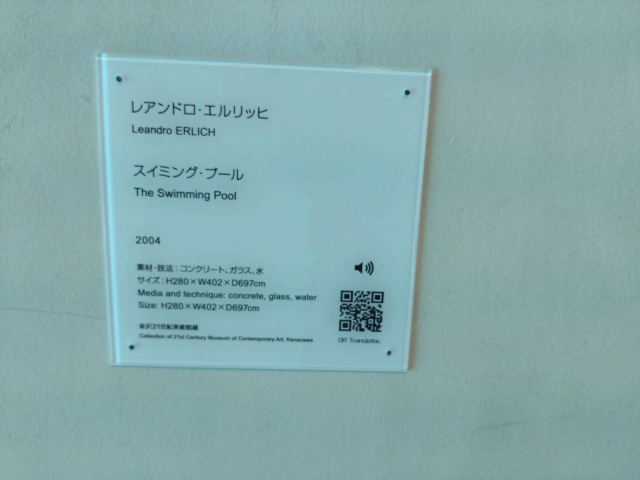 レアンドロ・エルリッヒ
Leandro ERLICH
スイミング・プール
The Swimming Pool
2004
素材・技法：コンクリート、ガラス、水
サイズ：H280×W402×D697cm
Media and technique: concrete, glass, water
Size: H280×W402×D697cm
金沢21世紀美術館蔵
Collection of 21st Century Museum of Contemporary Art, Kanazawa
QR Translator.